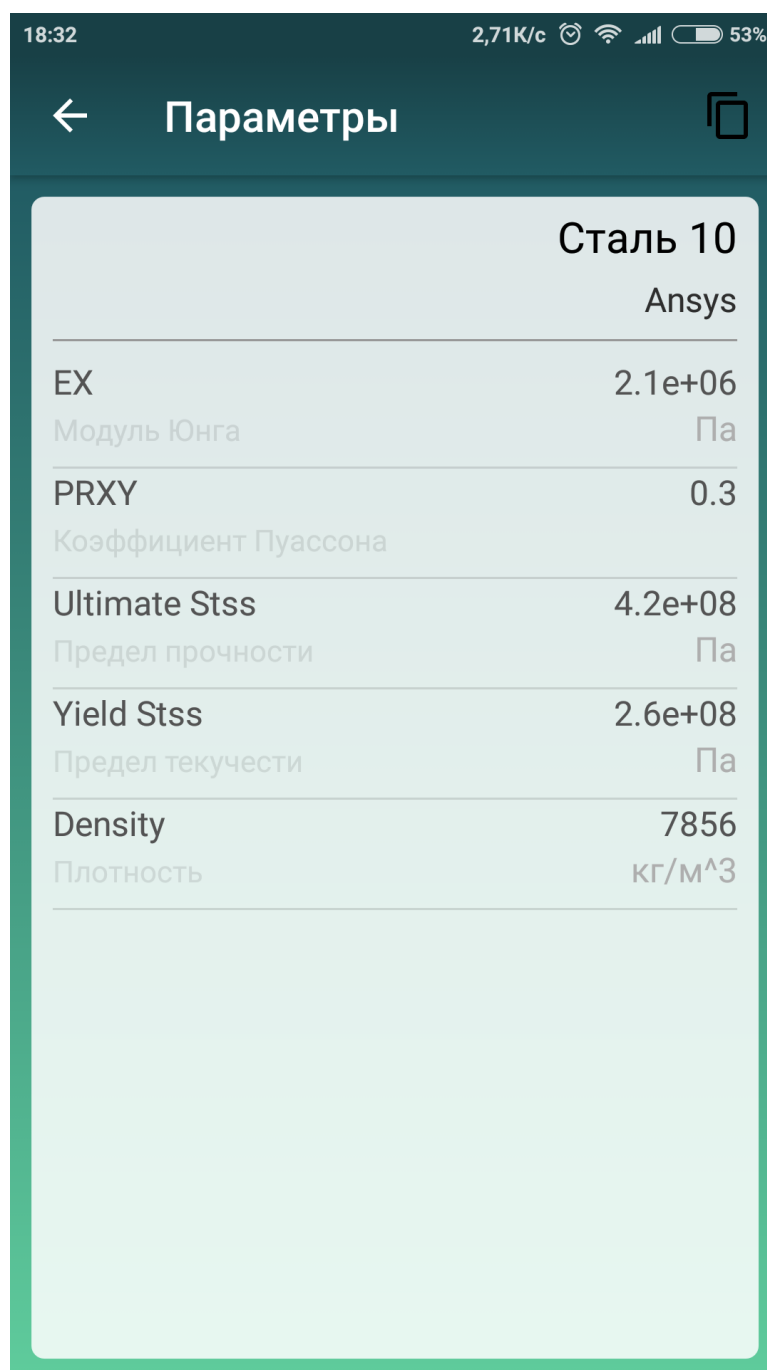 18:32 2,71К/с 53%
Параметры
Сталь 10
Ansys
EX 2.1e+06
Модуль Юнга Па
PRXY 0.3
Коэффициент Пуассона
Ultimate Stss 4.2e+08
Предел прочности Па
Yield Stss 2.6e+08
Предел текучести Па
Density 7856
Плотность кг/м^3